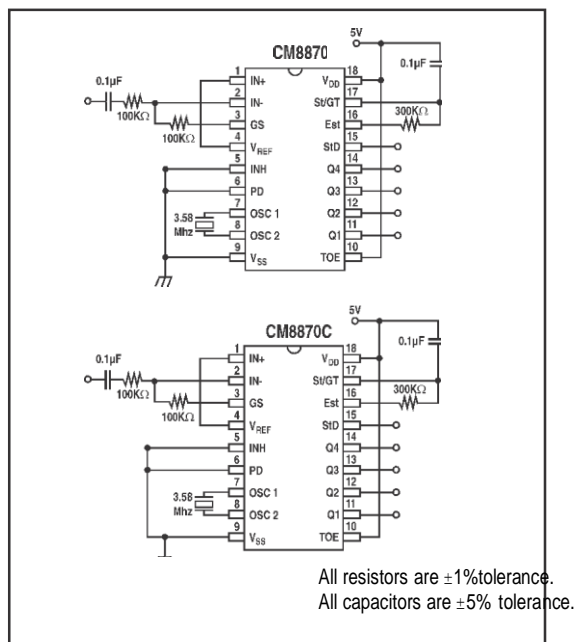 5V
CM8870
0.1µF
0.1µF
100KΩ
100KΩ
300KΩ
1 IN+
2 IN-
3 GS
4 VREF
5 INH
6 PD
7 OSC 1
8 OSC 2
9 VSS
3.58
Mhz
VDD 18
St/GT 17
Est 16
StD 15
Q4 14
Q3 13
Q2 12
Q1 11
TOE 10
5V
CM8870C
0.1µF
0.1µF
100KΩ
100KΩ
300KΩ
1 IN+
2 IN-
3 GS
4 VREF
5 INH
6 PD
7 OSC 1
8 OSC 2
9 VSS
3.58
Mhz
VDD 18
St/GT 17
Est 16
StD 15
Q4 14
Q3 13
Q2 12
Q1 11
TOE 10
All resistors are ±1%tolerance.
All capacitors are ±5% tolerance.